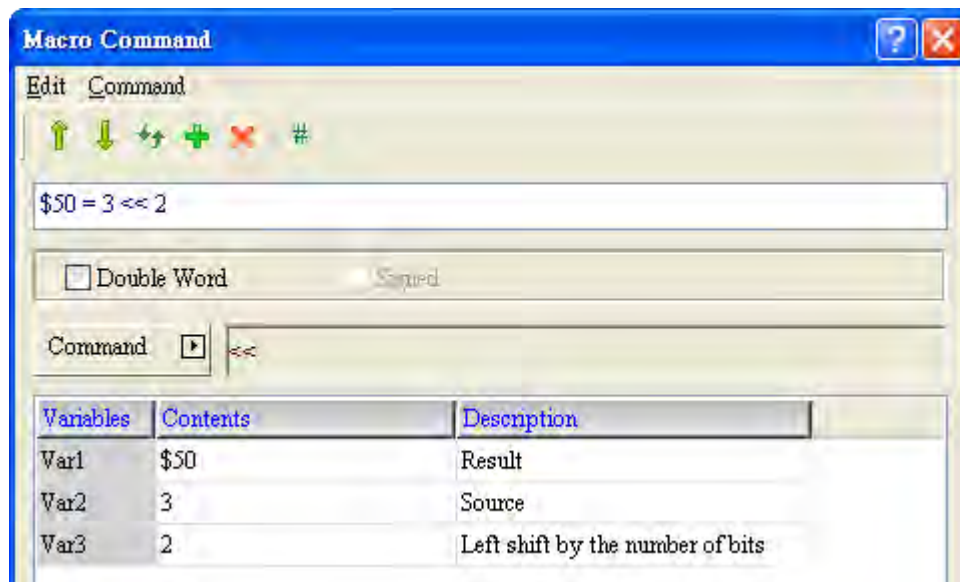 Macro Command
Edit Command
#
$50 = 3 << 2
Double Word Signed
Command <<
Variables Contents Description
Var1 $50 Result
Var2 3 Source
Var3 2 Left shift by the number of bits